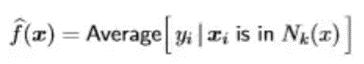 f̂(x) = Average[ yᵢ | xᵢ is in Nₖ(x) ]